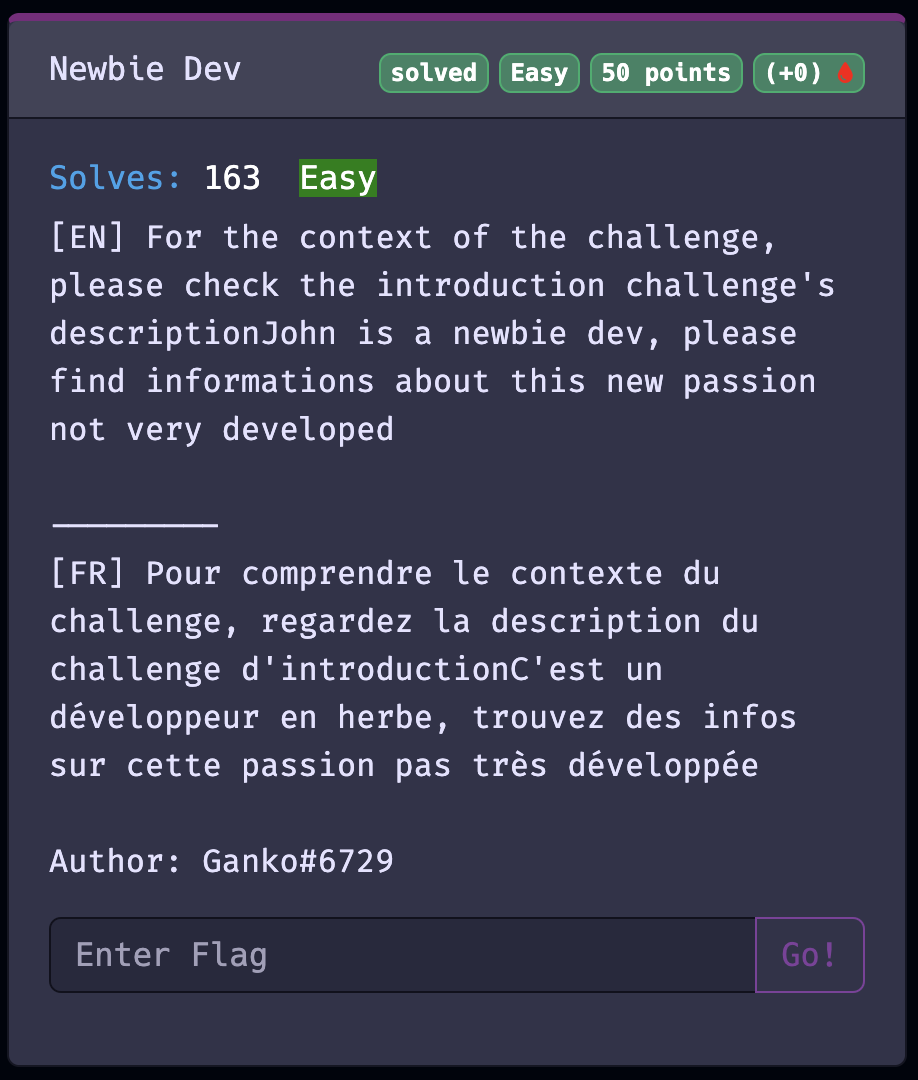 Newbie Dev solved Easy 50 points (+0) 🩸
Solves: 163 Easy
[EN] For the context of the challenge,
please check the introduction challenge's
descriptionJohn is a newbie dev, please
find informations about this new passion
not very developed
_________
[FR] Pour comprendre le contexte du
challenge, regardez la description du
challenge d'introductionC'est un
développeur en herbe, trouvez des infos
sur cette passion pas très développée
Author: Ganko#6729
Enter Flag Go!